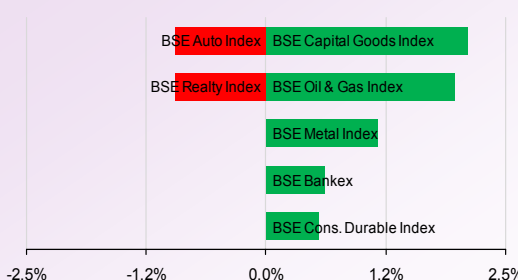 BSE Auto Index BSE Capital Goods Index
BSE Realty Index BSE Oil & Gas Index
BSE Metal Index
BSE Bankex
BSE Cons. Durable Index
-2.5% -1.2% 0.0% 1.2% 2.5%